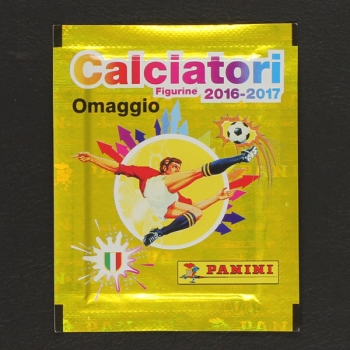 Calciatori
Figurine 2016-2017
Omaggio
PANINI